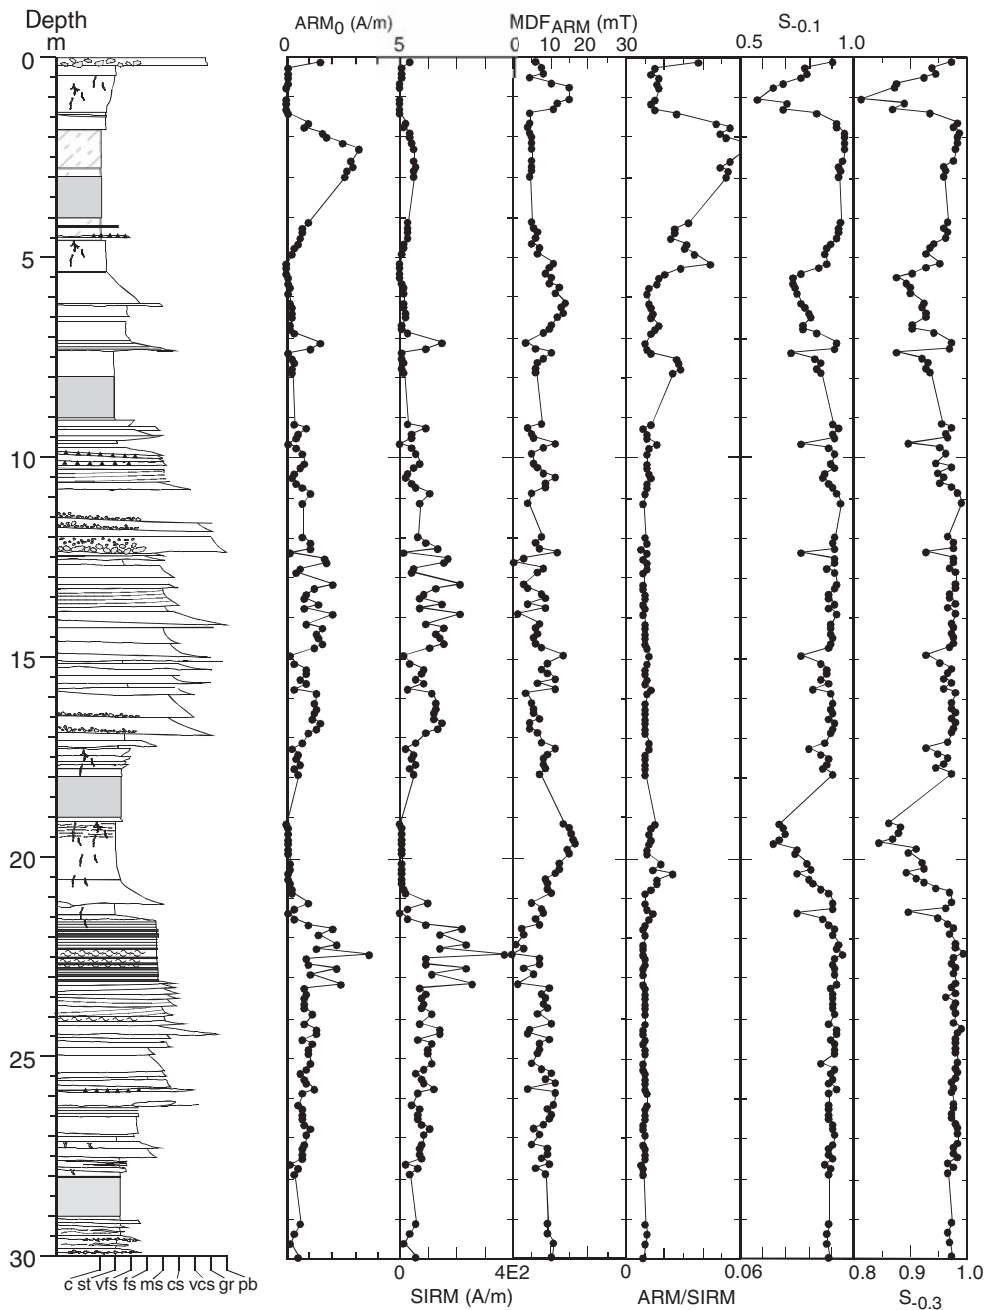 Depth
m
ARM0 (A/m)
MDFARM (mT)
S-0.1
0 5 0 10 20 30 0.5 1.0
0
5
10
15
20
25
30
c st vfs fs ms cs vcs gr pb
0 4E2 0 0.06 0.8 0.9 1.0
SIRM (A/m)
ARM/SIRM
S-0.3